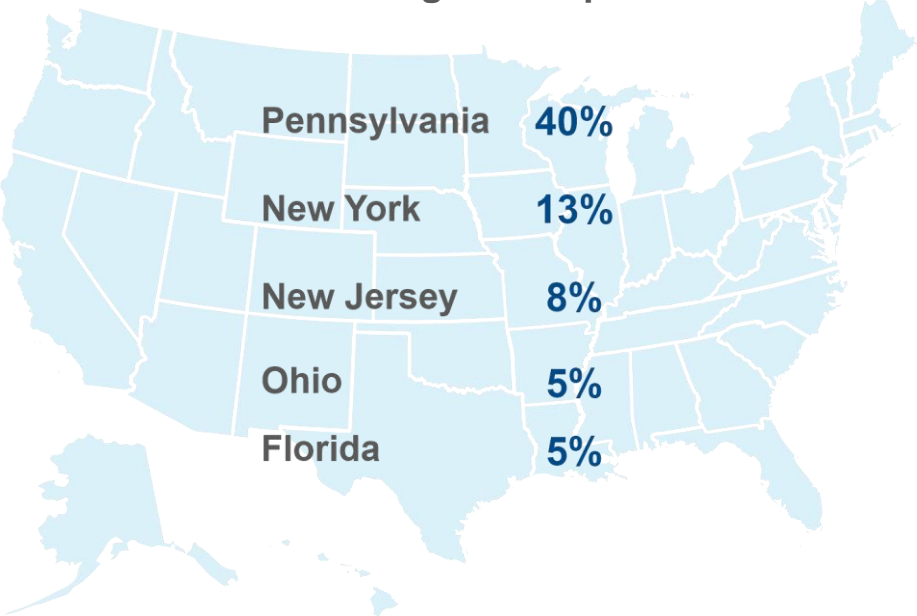 Pennsylvania 40%
New York 13%
New Jersey 8%
Ohio 5%
Florida 5%